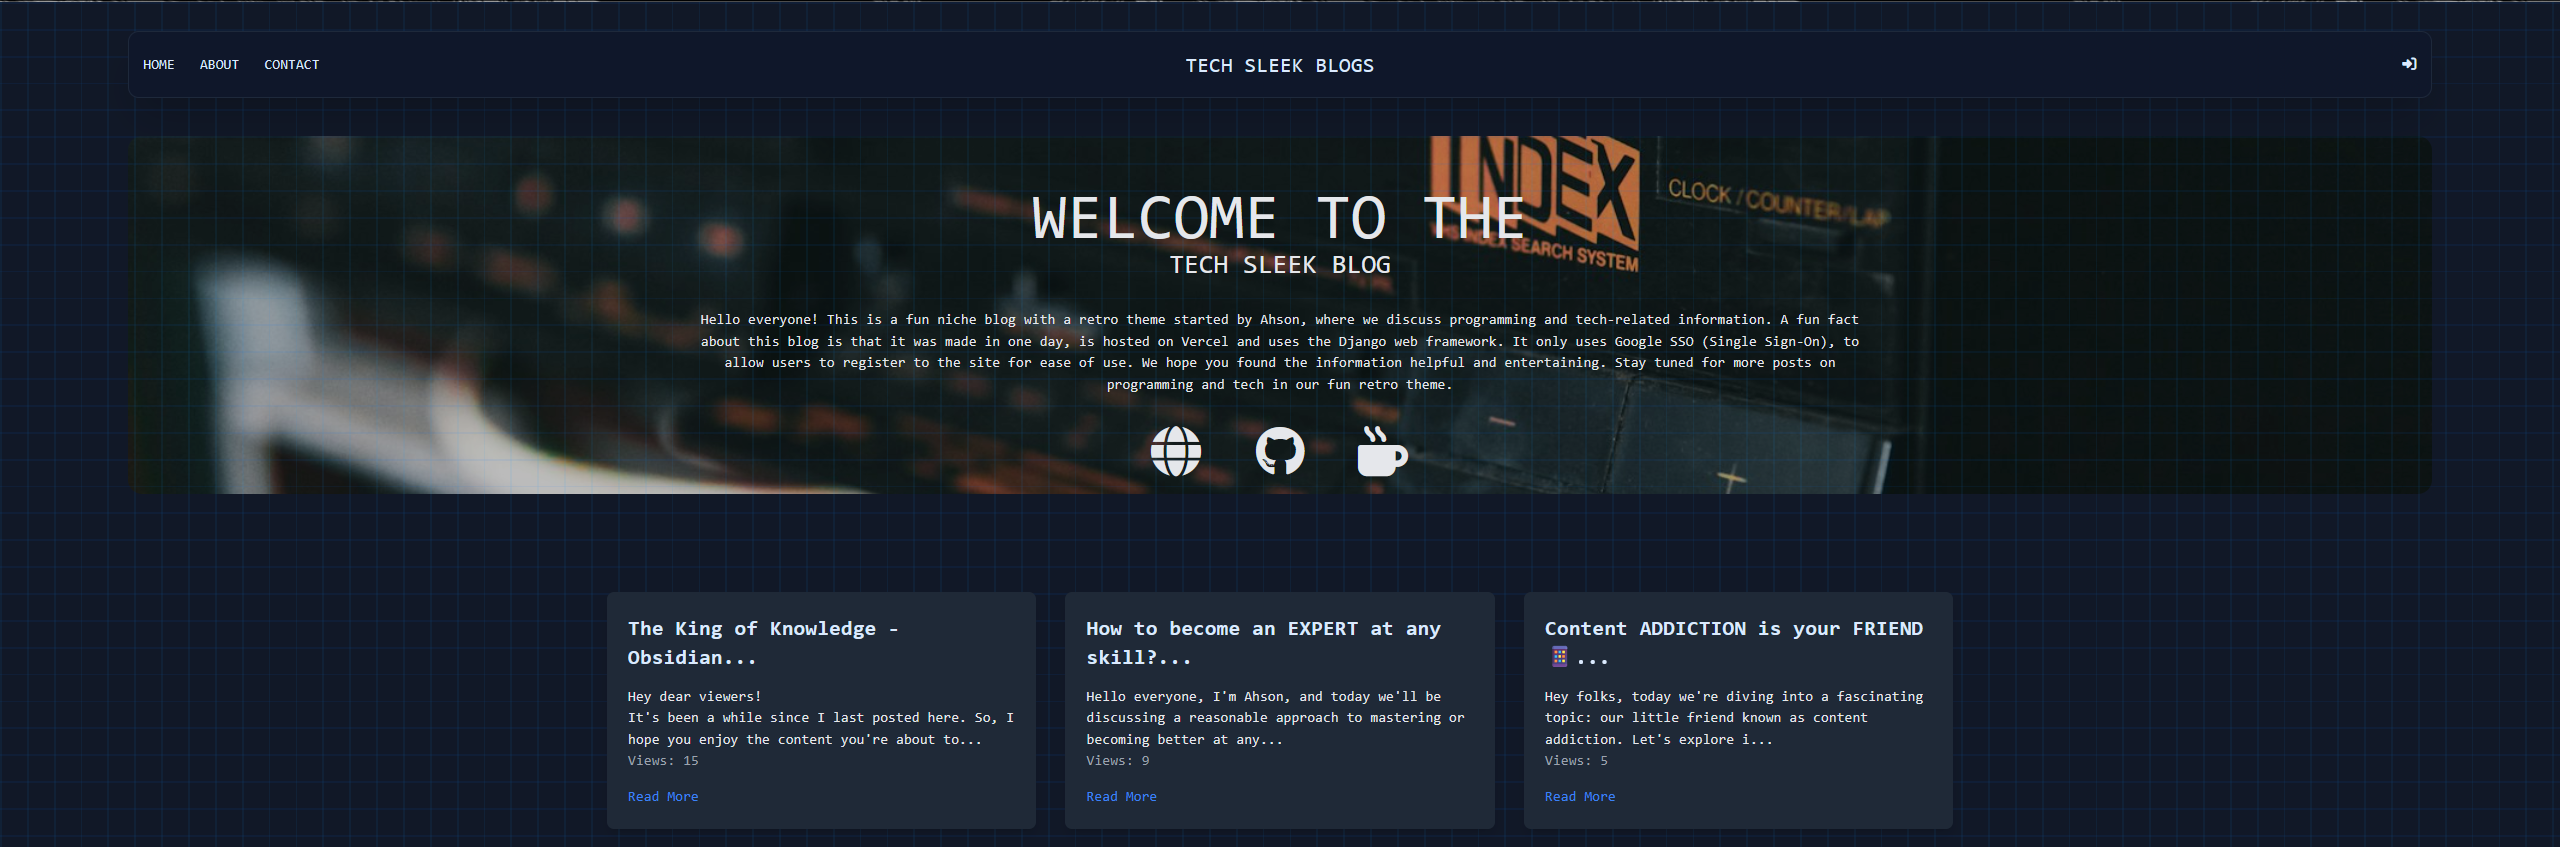 HOME ABOUT CONTACT
TECH SLEEK BLOGS
INDEX
CLOCK / COUNTER/LAP
WELCOME TO THE
INDEX SEARCH SYSTEM
TECH SLEEK BLOG
Hello everyone! This is a fun niche blog with a retro theme started by Ahson, where we discuss programming and tech-related information. A fun fact
about this blog is that it was made in one day, is hosted on Vercel and uses the Django web framework. It only uses Google SSO (Single Sign-On), to
allow users to register to the site for ease of use. We hope you found the information helpful and entertaining. Stay tuned for more posts on
programming and tech in our fun retro theme.
The King of Knowledge -
Obsidian...
Hey dear viewers!
It's been a while since I last posted here. So, I
hope you enjoy the content you're about to...
Views: 15
Read More
How to become an EXPERT at any
skill?...
Hello everyone, I'm Ahson, and today we'll be
discussing a reasonable approach to mastering or
becoming better at any...
Views: 9
Read More
Content ADDICTION is your FRIEND
...
Hey folks, today we're diving into a fascinating
topic: our little friend known as content
addiction. Let's explore i...
Views: 5
Read More